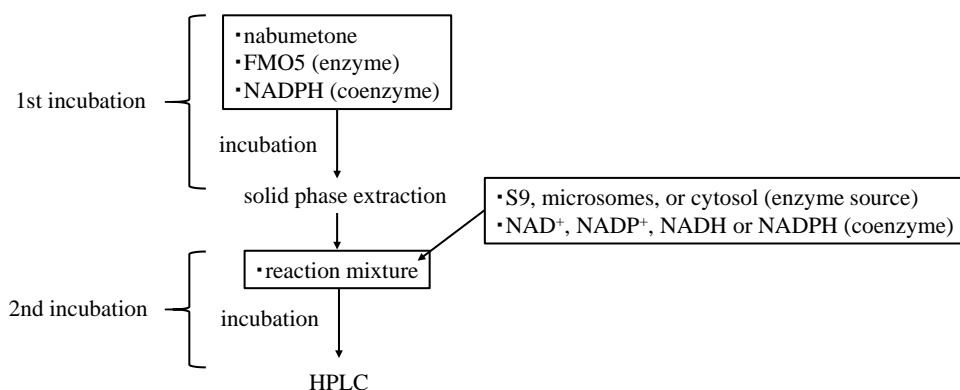 ・nabumetone
・FMO5 (enzyme)
・NADPH (coenzyme)
1st incubation
incubation
solid phase extraction
・S9, microsomes, or cytosol (enzyme source)
・NAD⁺, NADP⁺, NADH or NADPH (coenzyme)
・reaction mixture
2nd incubation
incubation
HPLC